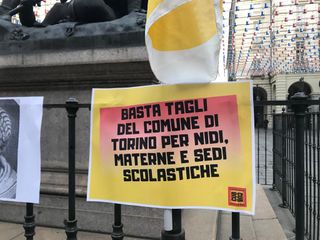 BASTA TAGLI
DEL COMUNE DI
TORINO PER NIDI,
MATERNE E SEDI
SCOLASTICHE